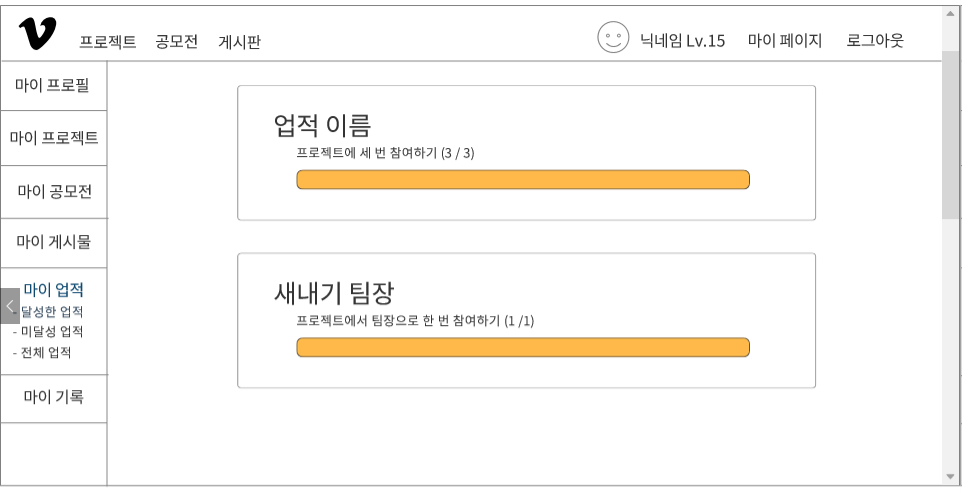 프로젝트 공모전 게시판 닉네임 Lv.15 마이 페이지 로그아웃
마이 프로필
마이 프로젝트
마이 공모전
마이 게시물
마이 업적
- 달성한 업적
- 미달성 업적
- 전체 업적
마이 기록
업적 이름
프로젝트에 세 번 참여하기 (3 / 3)
새내기 팀장
프로젝트에서 팀장으로 한 번 참여하기 (1 /1)